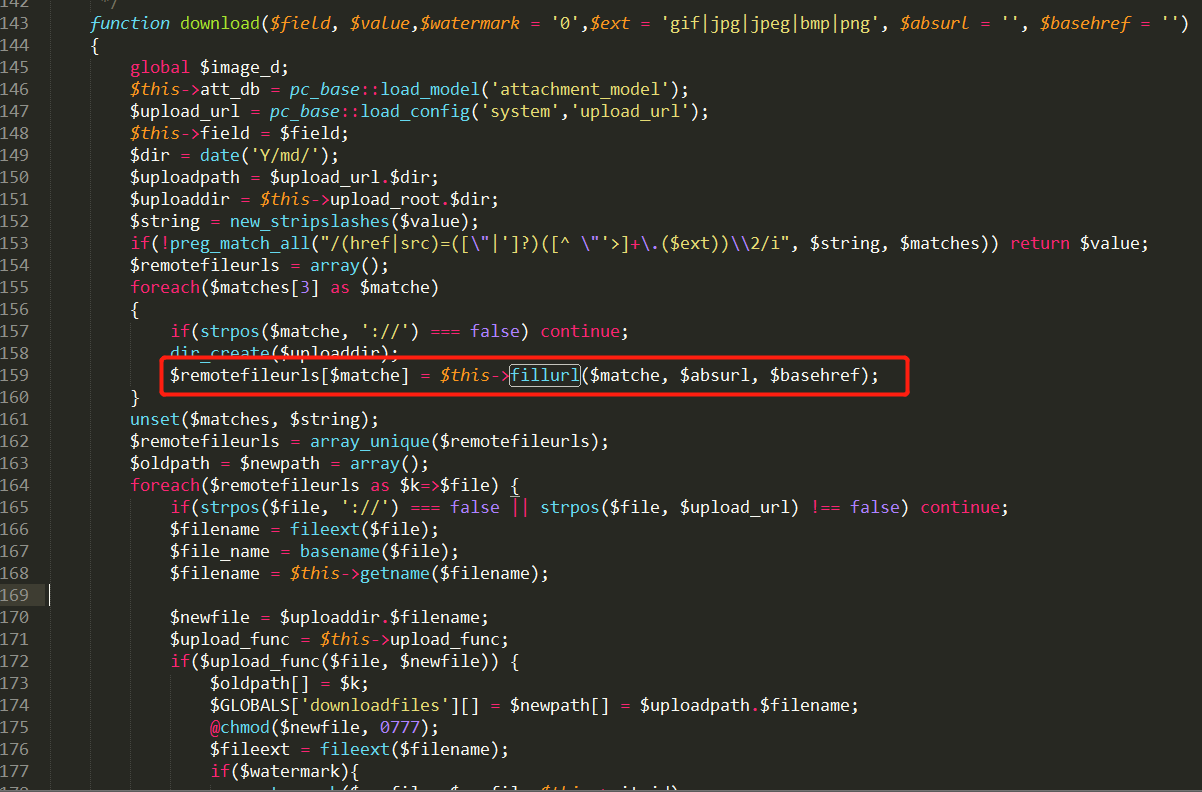 142 */
143 function download($field, $value,$watermark = '0',$ext = 'gif|jpg|jpeg|bmp|png', $absurl = '', $basehref = '')
144 {
145 global $image_d;
146 $this->att_db = pc_base::load_model('attachment_model');
147 $upload_url = pc_base::load_config('system','upload_url');
148 $this->field = $field;
149 $dir = date('Y/md/');
150 $uploadpath = $upload_url.$dir;
151 $uploaddir = $this->upload_root.$dir;
152 $string = new_stripslashes($value);
153 if(!preg_match_all("/(href|src)=([\"|']?)([^ \"'>]+\.($ext))\\2/i", $string, $matches)) return $value;
154 $remotefileurls = array();
155 foreach($matches[3] as $matche)
156 {
157 if(strpos($matche, '://') === false) continue;
158 dir_create($uploaddir);
159 $remotefileurls[$matche] = $this->fillurl($matche, $absurl, $basehref);
160 }
161 unset($matches, $string);
162 $remotefileurls = array_unique($remotefileurls);
163 $oldpath = $newpath = array();
164 foreach($remotefileurls as $k=>$file) {
165 if(strpos($file, '://') === false || strpos($file, $upload_url) !== false) continue;
166 $filename = fileext($file);
167 $file_name = basename($file);
168 $filename = $this->getname($filename);
169
170 $newfile = $uploaddir.$filename;
171 $upload_func = $this->upload_func;
172 if($upload_func($file, $newfile)) {
173 $oldpath[] = $k;
174 $GLOBALS['downloadfiles'][] = $newpath[] = $uploadpath.$filename;
175 @chmod($newfile, 0777);
176 $fileext = fileext($filename);
177 if($watermark){